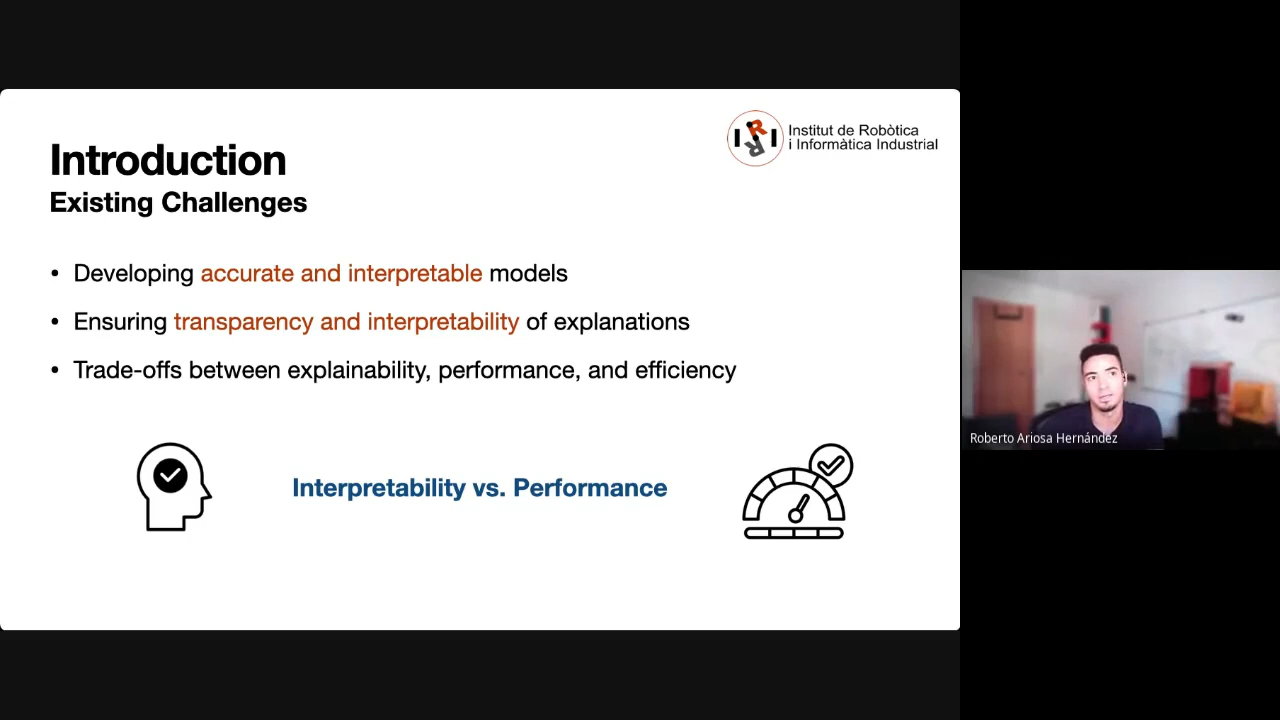 Introduction
Existing Challenges
IRI
Institut de Robòtica
i Informàtica Industrial
• Developing accurate and interpretable models
• Ensuring transparency and interpretability of explanations
• Trade-offs between explainability, performance, and efficiency
Interpretability vs. Performance
Roberto Ariosa Hernández